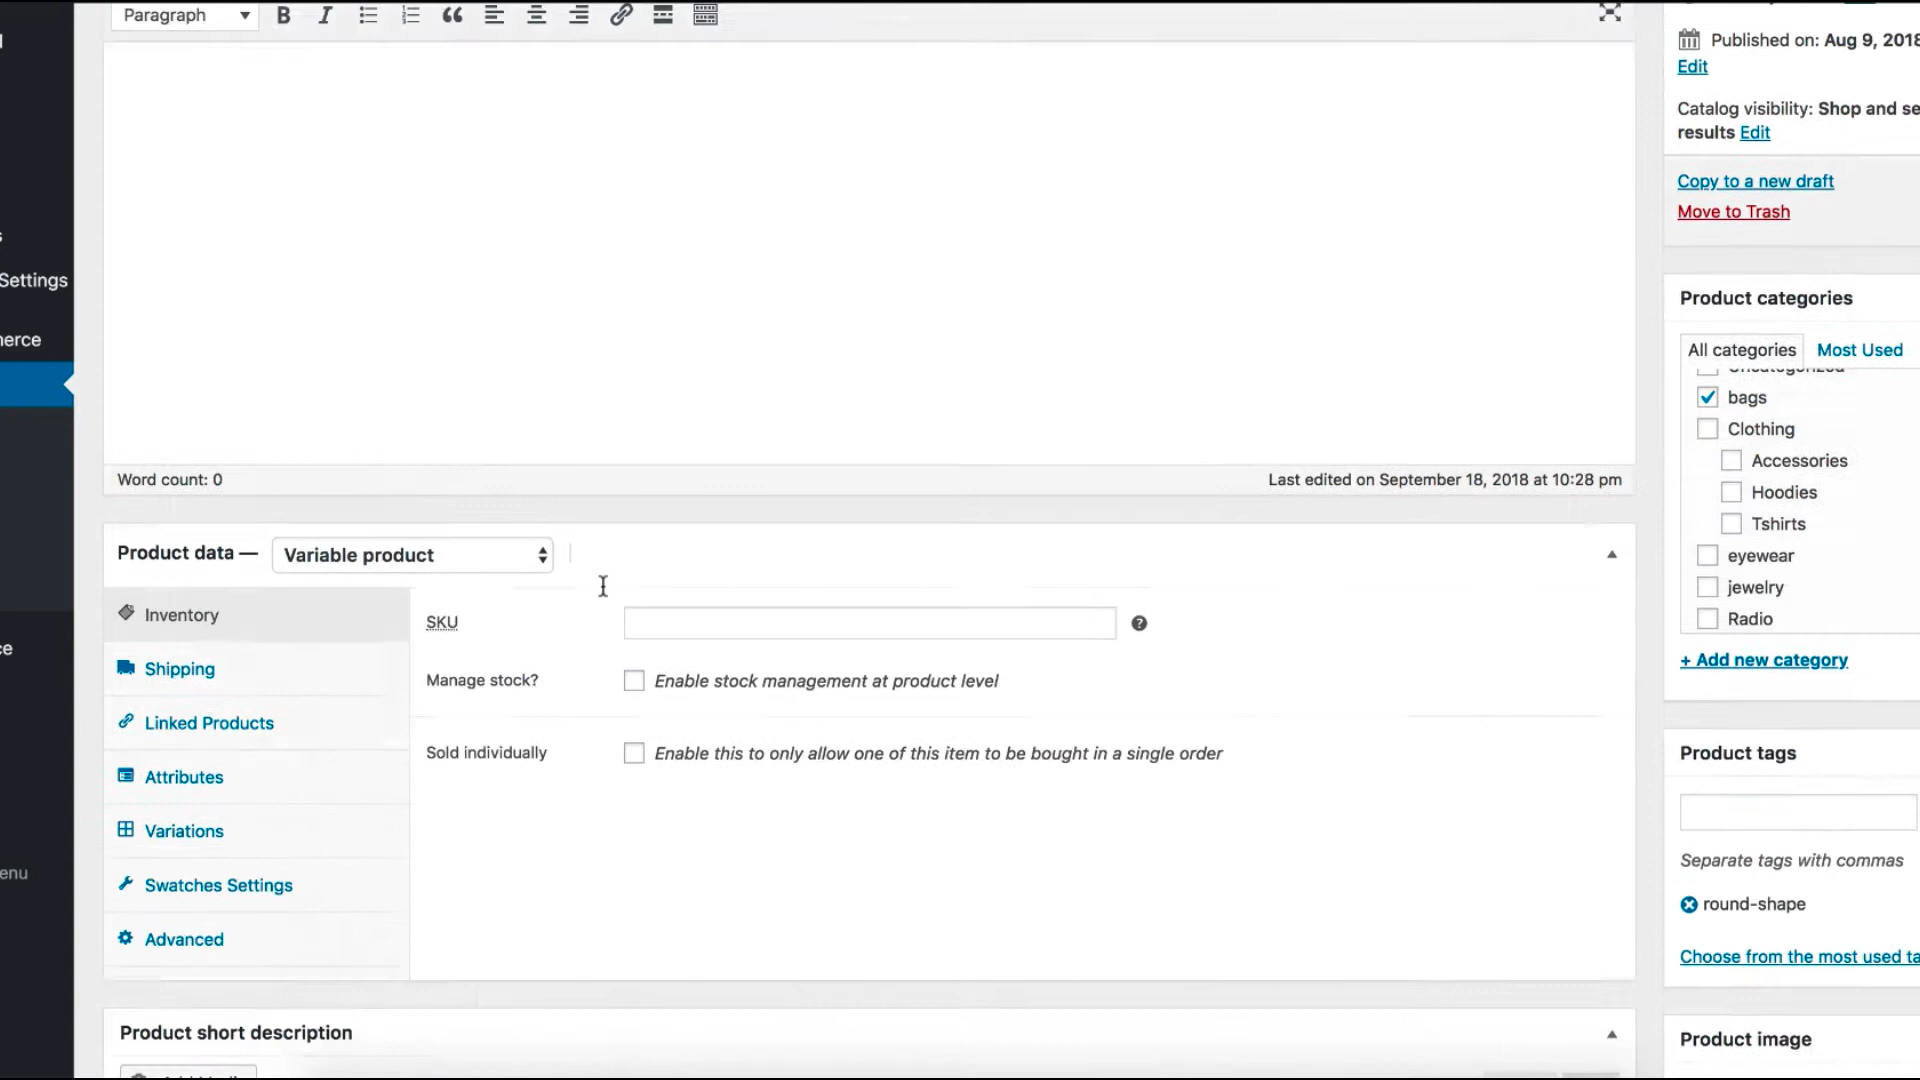 Paragraph
Published on: Aug 9, 2018
Edit
Catalog visibility: Shop and se
results Edit
Copy to a new draft
Move to Trash
Settings
Product categories
All categories Most Used
Uncategorized
bags
Clothing
Accessories
Hoodies
Tshirts
eyewear
jewelry
Radio
+ Add new category
Word count: 0
Last edited on September 18, 2018 at 10:28 pm
Product data — Variable product
Inventory
Shipping
Linked Products
Attributes
Variations
Swatches Settings
Advanced
SKU
Manage stock? Enable stock management at product level
Sold individually Enable this to only allow one of this item to be bought in a single order
Product tags
Separate tags with commas
round-shape
Choose from the most used ta
Product short description
Product image
erce
ce
enu